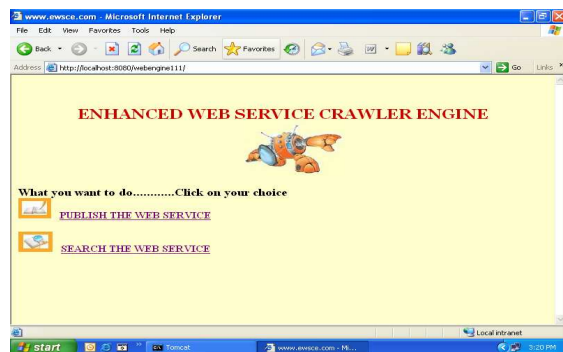 www.ewsce.com - Microsoft Internet Explorer
File Edit View Favorites Tools Help
Back Search Favorites
Address http://localhost:8080/webengine111/ Go Links
ENHANCED WEB SERVICE CRAWLER ENGINE
What you want to do............Click on your choice
PUBLISH THE WEB SERVICE
SEARCH THE WEB SERVICE
Local intranet
start Tomcat www.ewsce.com - Mi... 3:20 PM